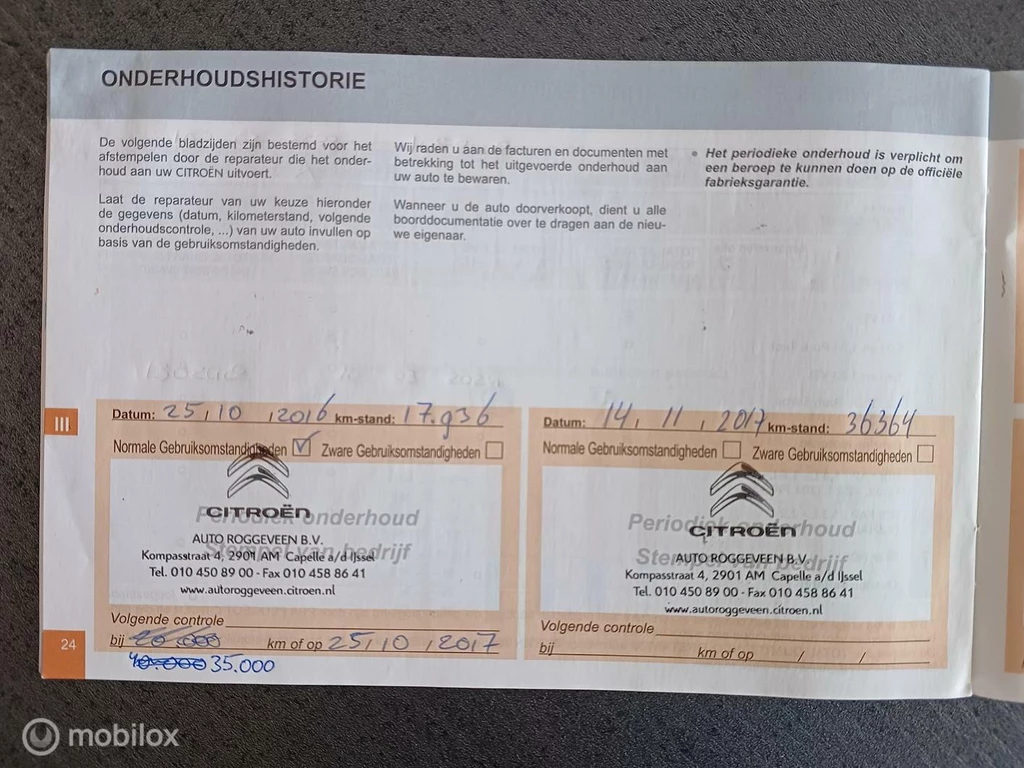 ONDERHOUDSHISTORIE
De volgende bladzijden zijn bestemd voor het
afstempelen door de reparateur die het onder-
houd aan uw CITROËN uitvoert.
Laat de reparateur van uw keuze hieronder
de gegevens (datum, kilometerstand, volgende
onderhoudscontrole, ...) van uw auto invullen op
basis van de gebruiksomstandigheden.
Wij raden u aan de facturen en documenten met
betrekking tot het uitgevoerde onderhoud aan
uw auto te bewaren.
Wanneer u de auto doorverkoopt, dient u alle
boorddocumentatie over te dragen aan de nieu-
we eigenaar.
• Het periodieke onderhoud is verplicht om
een beroep te kunnen doen op de officiële
fabrieksgarantie.
III
Datum: 25/10/2016 km-stand: 17.936
Normale Gebruiksomstandigheden Zware Gebruiksomstandigheden
CITROËN
Periodiek onderhoud
AUTO ROGGEVEEN B.V.
Stempel van bedrijf
Kompasstraat 4, 2901 AM Capelle a/d IJssel
Tel. 010 450 89 00 - Fax 010 458 86 41
www.autoroggeveen.citroen.nl
Volgende controle
bij 20.000 km of op 25/10/2017
40.000 35.000
Datum: 14/11/2017 km-stand: 36364
Normale Gebruiksomstandigheden Zware Gebruiksomstandigheden
Periodiek onderhoud
CITROËN
Stempel van bedrijf
AUTO ROGGEVEEN B.V.
Kompasstraat 4, 2901 AM Capelle a/d IJssel
Tel. 010 450 89 00 - Fax 010 458 86 41
www.autoroggeveen.citroen.nl
Volgende controle
bij km of op / /
24
mobilox